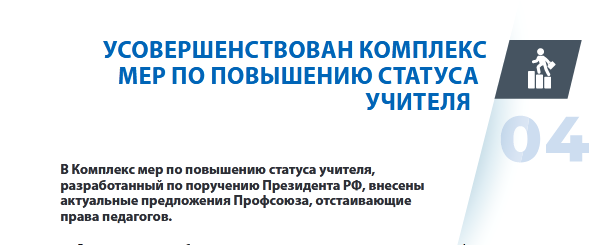 УСОВЕРШЕНСТВОВАН КОМПЛЕКС
МЕР ПО ПОВЫШЕНИЮ СТАТУСА
УЧИТЕЛЯ
04
В Комплекс мер по повышению статуса учителя,
разработанный по поручению Президента РФ, внесены
актуальные предложения Профсоюза, отстаивающие
права педагогов.